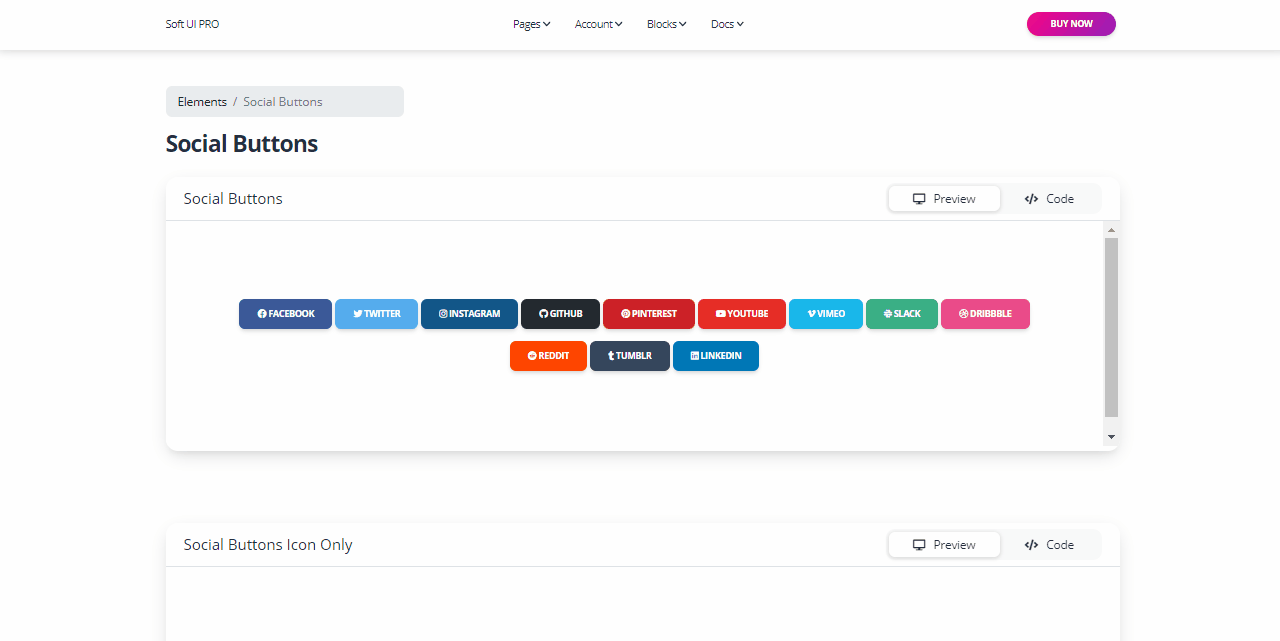 Soft UI PRO Pages Account Blocks Docs BUY NOW
Elements / Social Buttons
Social Buttons
Social Buttons Preview Code
FACEBOOK TWITTER INSTAGRAM GITHUB PINTEREST YOUTUBE VIMEO SLACK DRIBBBLE
REDDIT TUMBLR LINKEDIN
Social Buttons Icon Only Preview Code